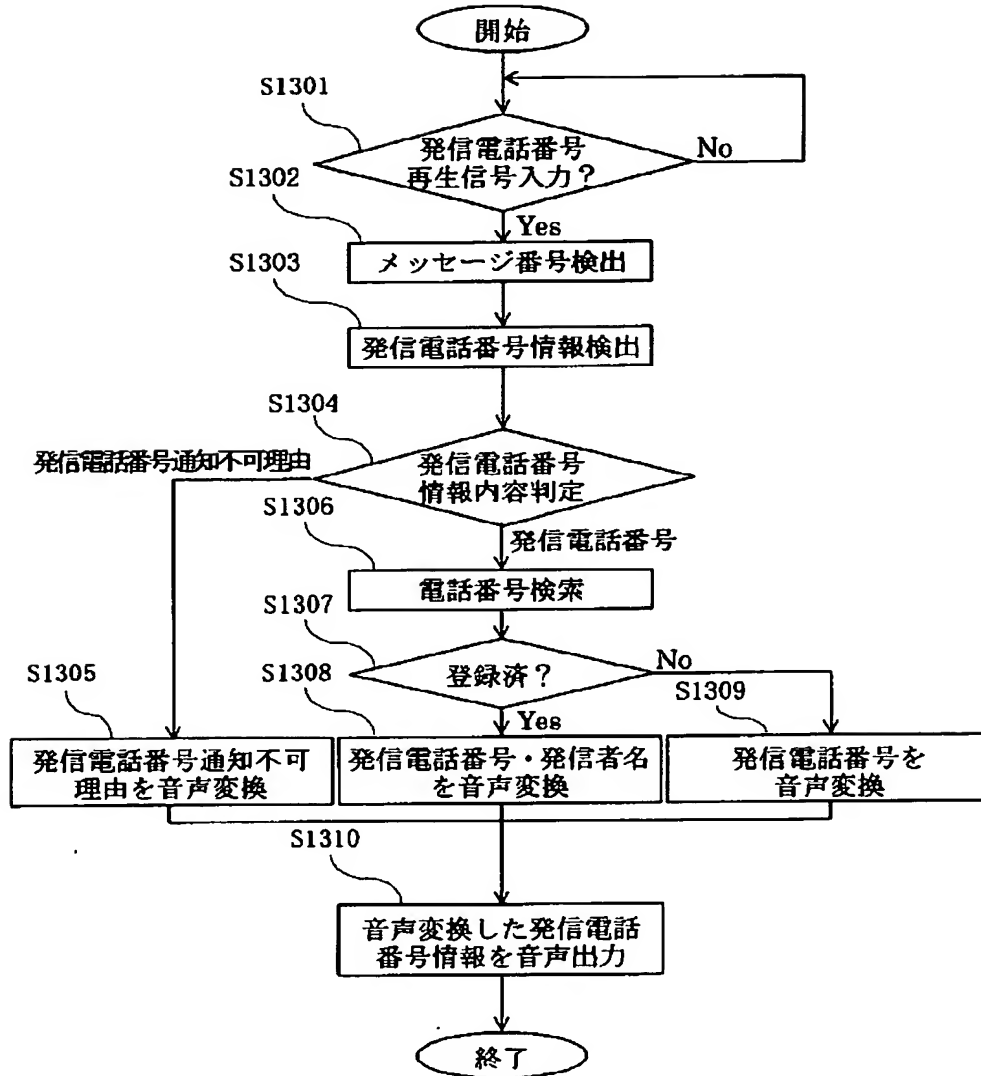 開始
S1301
発信電話番号
再生信号入力?
No
S1302
Yes
メッセージ番号検出
S1303
発信電話番号情報検出
S1304
発信電話番号通知不可理由
発信電話番号
情報内容判定
S1306
発信電話番号
電話番号検索
S1307
登録済?
No
S1305
S1308
S1309
Yes
発信電話番号通知不可
理由を音声変換
発信電話番号・発信者名
を音声変換
発信電話番号を
音声変換
S1310
音声変換した発信電話
番号情報を音声出力
終了